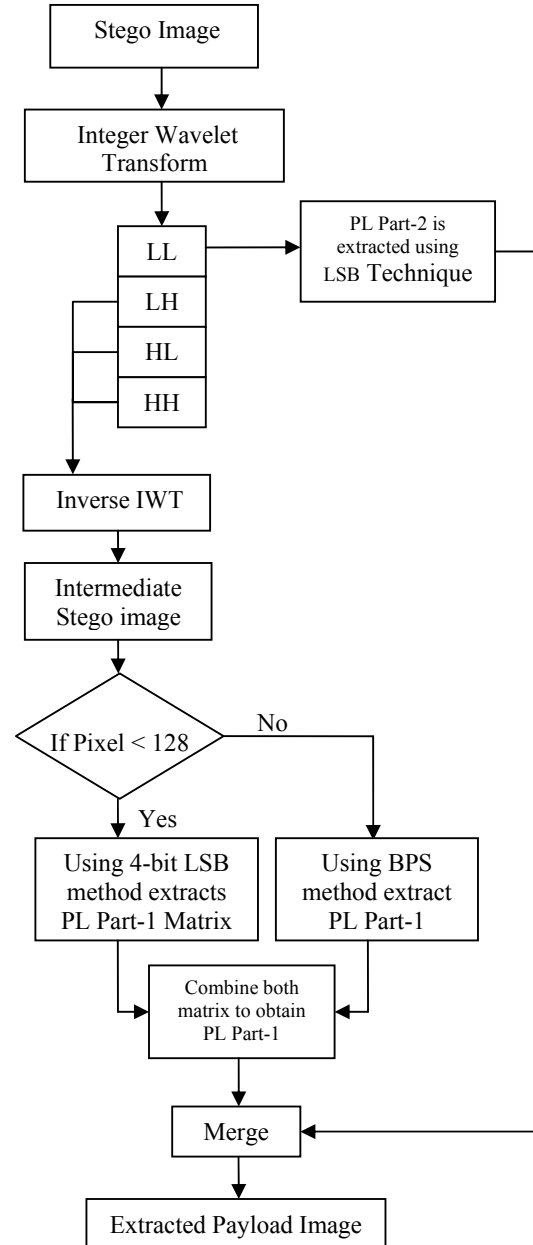 Stego Image
Integer Wavelet
Transform
LL
PL Part-2 is
extracted using
LSB Technique
LH
HL
HH
Inverse IWT
Intermediate
Stego image
If Pixel < 128
No
Yes
Using 4-bit LSB
method extracts
PL Part-1 Matrix
Using BPS
method extract
PL Part-1
Combine both
matrix to obtain
PL Part-1
Merge
Extracted Payload Image